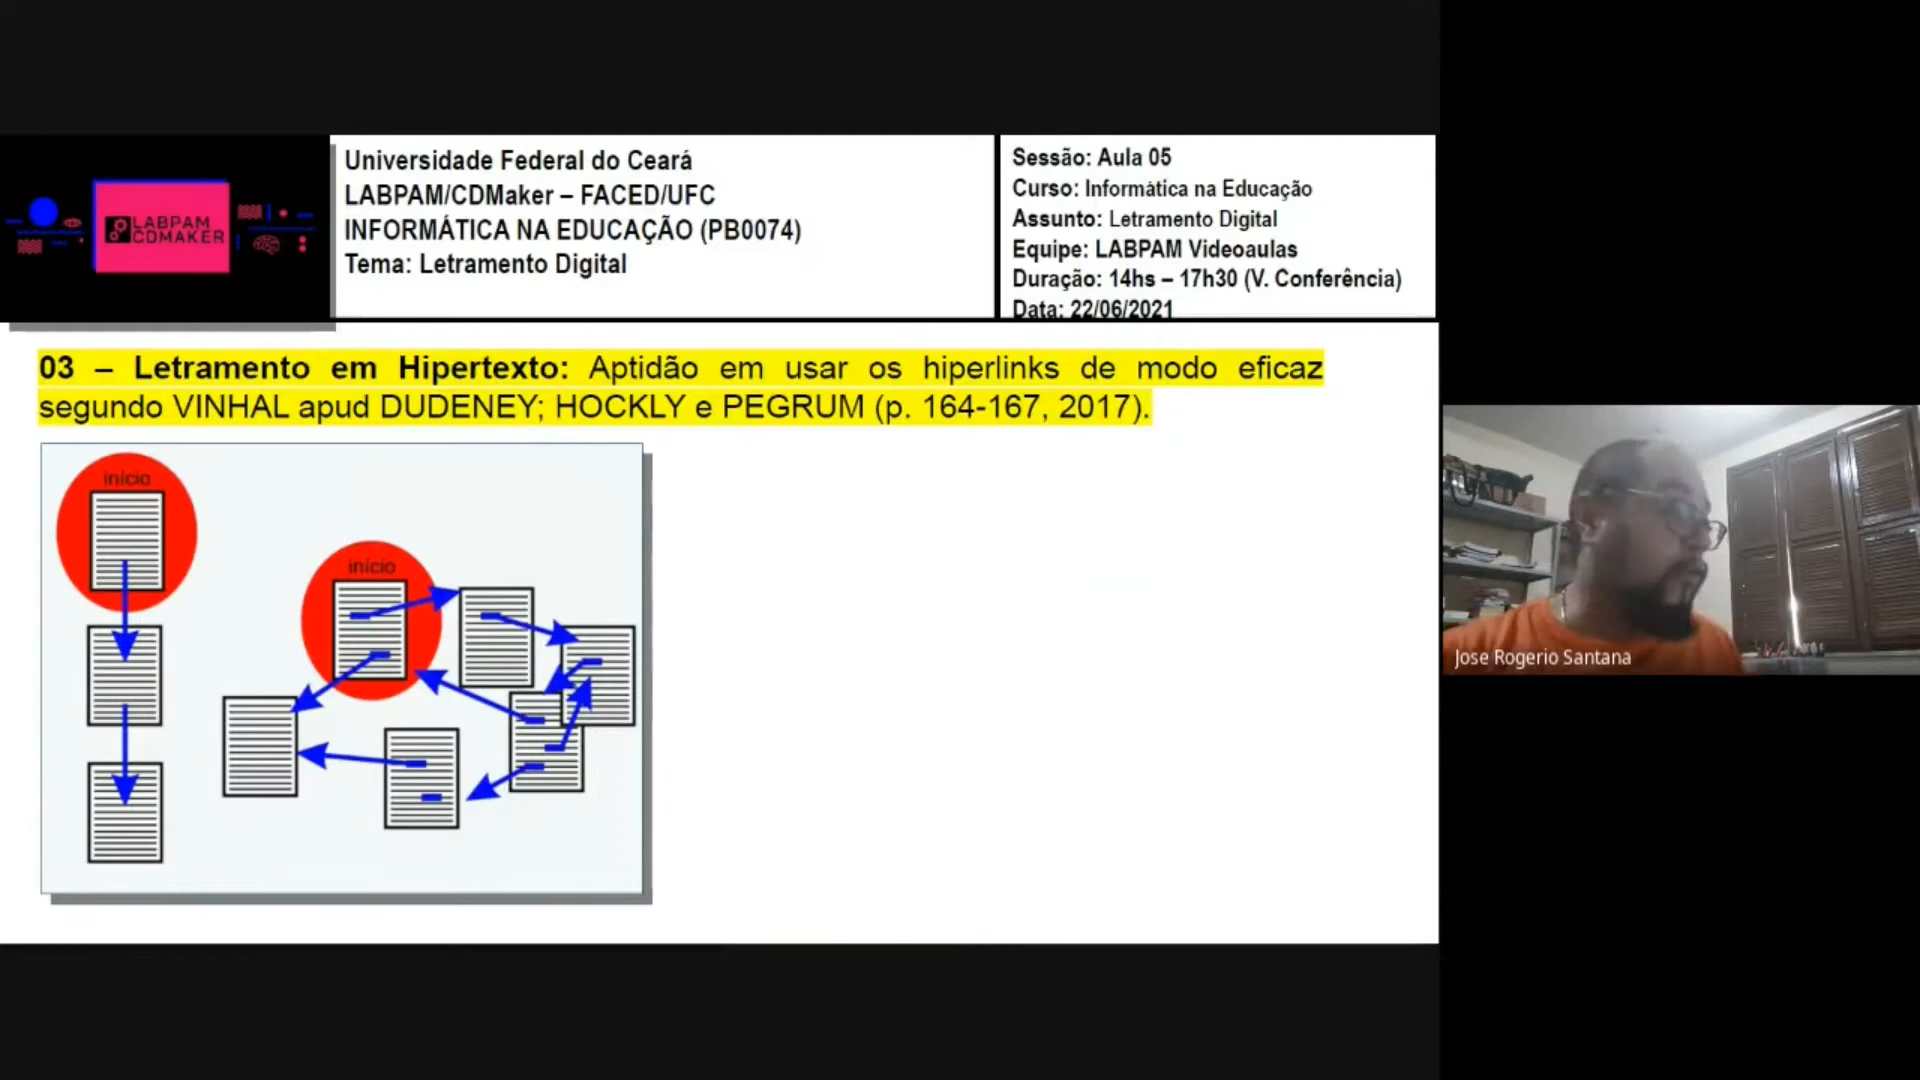 LABPAM
CDMAKER
Universidade Federal do Ceará
LABPAM/CDMaker – FACED/UFC
INFORMÁTICA NA EDUCAÇÃO (PB0074)
Tema: Letramento Digital
Sessão: Aula 05
Curso: Informática na Educação
Assunto: Letramento Digital
Equipe: LABPAM Videoaulas
Duração: 14hs – 17h30 (V. Conferência)
Data: 22/06/2021
03 – Letramento em Hipertexto: Aptidão em usar os hiperlinks de modo eficaz
segundo VINHAL apud DUDENEY; HOCKLY e PEGRUM (p. 164-167, 2017).
início
início
Jose Rogerio Santana